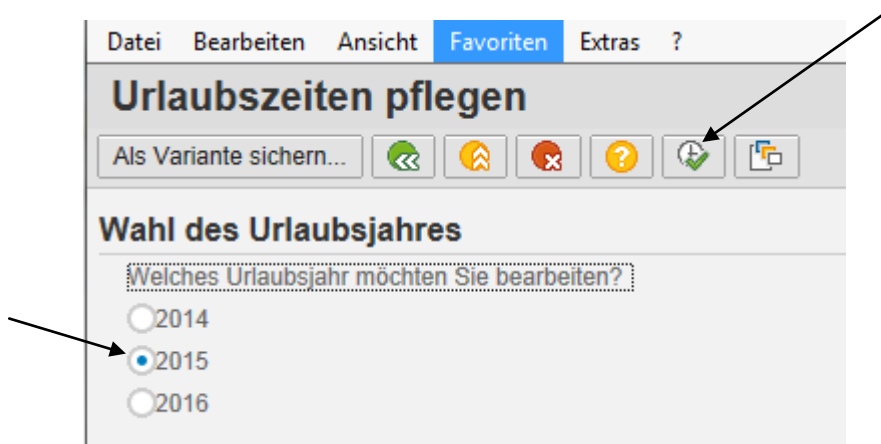 Datei Bearbeiten Ansicht Favoriten Extras ?
Urlaubszeiten pflegen
Als Variante sichern...
Wahl des Urlaubsjahres
Welches Urlaubsjahr möchten Sie bearbeiten?
2014
2015
2016